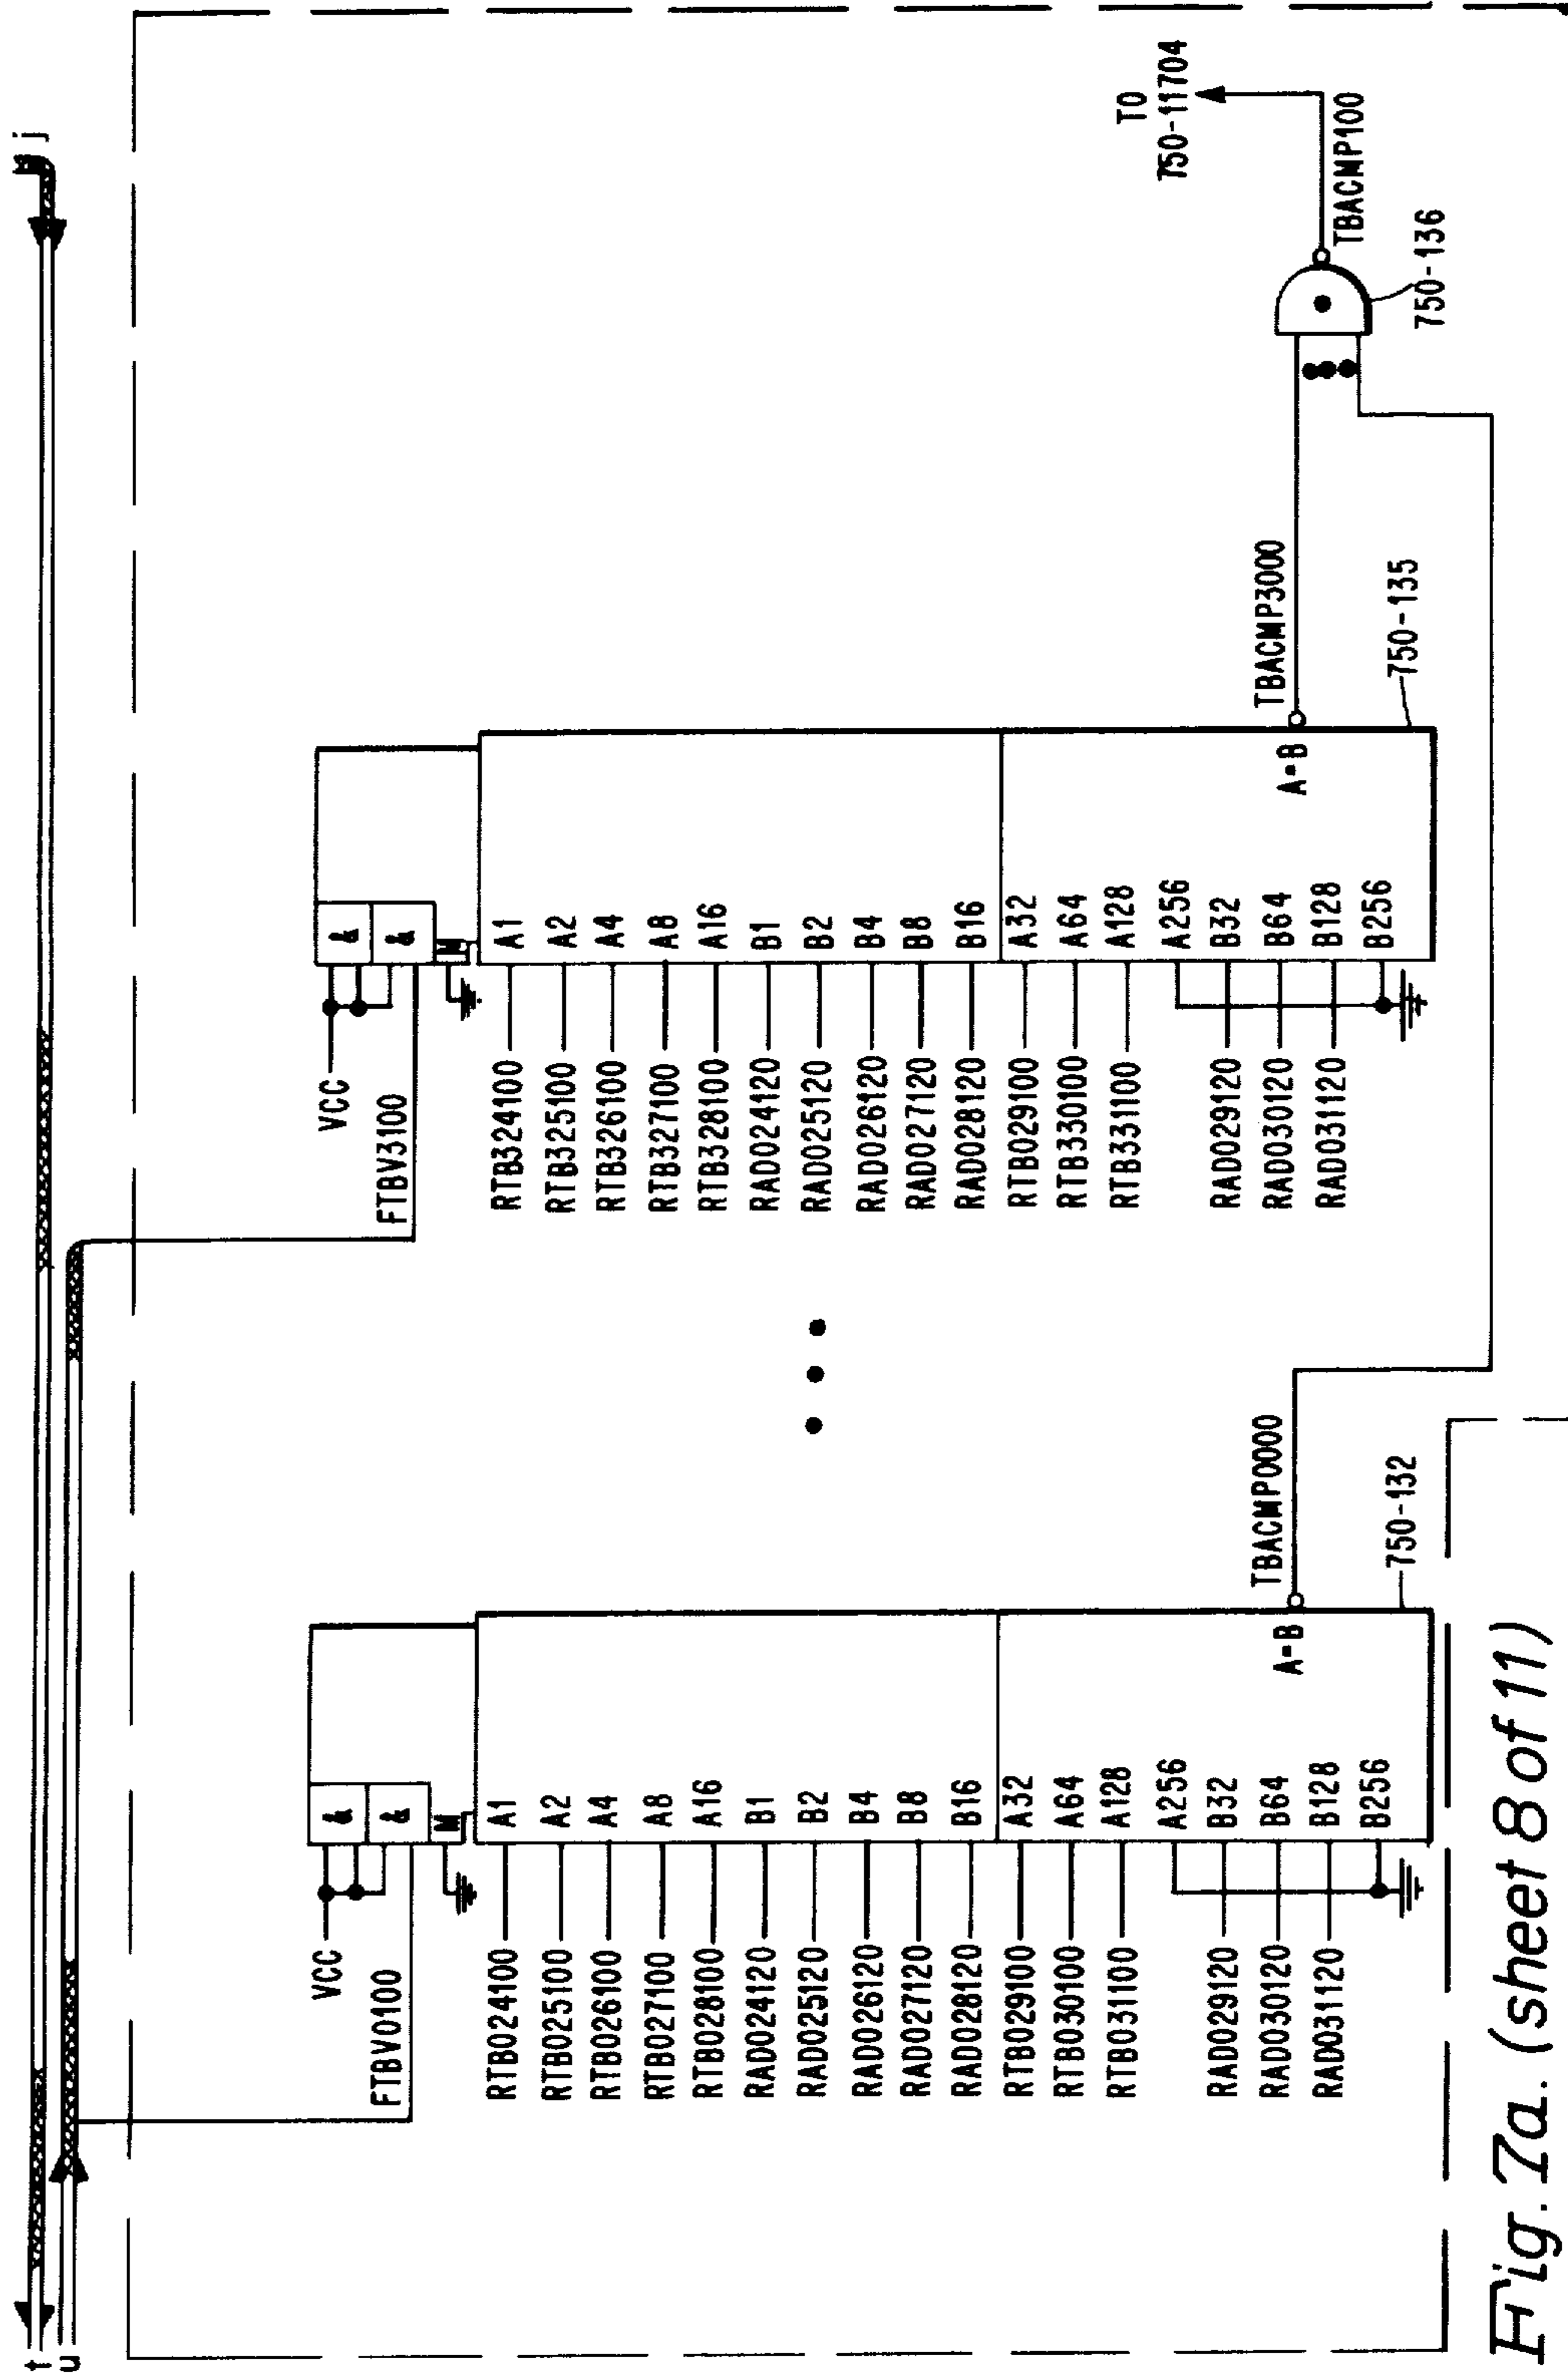 t
u
j
VCC
FTBV0100
&
&
M
RTB024100 A1
RTB025100 A2
RTB026100 A4
RTB027100 A8
RTB028100 A16
RAD024120 B1
RAD025120 B2
RAD026120 B4
RAD027120 B8
RAD028120 B16
RTB029100 A32
RTB030100 A64
RTB031100 A128
A256
RAD029120 B32
RAD030120 B64
RAD031120 B128
B256
A=B
TBACMP0000
750-132
VCC
FTBV3100
&
&
M
RTB324100 A1
RTB325100 A2
RTB326100 A4
RTB327100 A8
RTB328100 A16
RAD024120 B1
RAD025120 B2
RAD026120 B4
RAD027120 B8
RAD028120 B16
RTB029100 A32
RTB330100 A64
RTB331100 A128
A256
RAD029120 B32
RAD030120 B64
RAD031120 B128
B256
A=B
TBACMP3000
750-135
TO
750-11704
TBACMP100
750-136
Fig. 7a. (sheet 8 of 11)